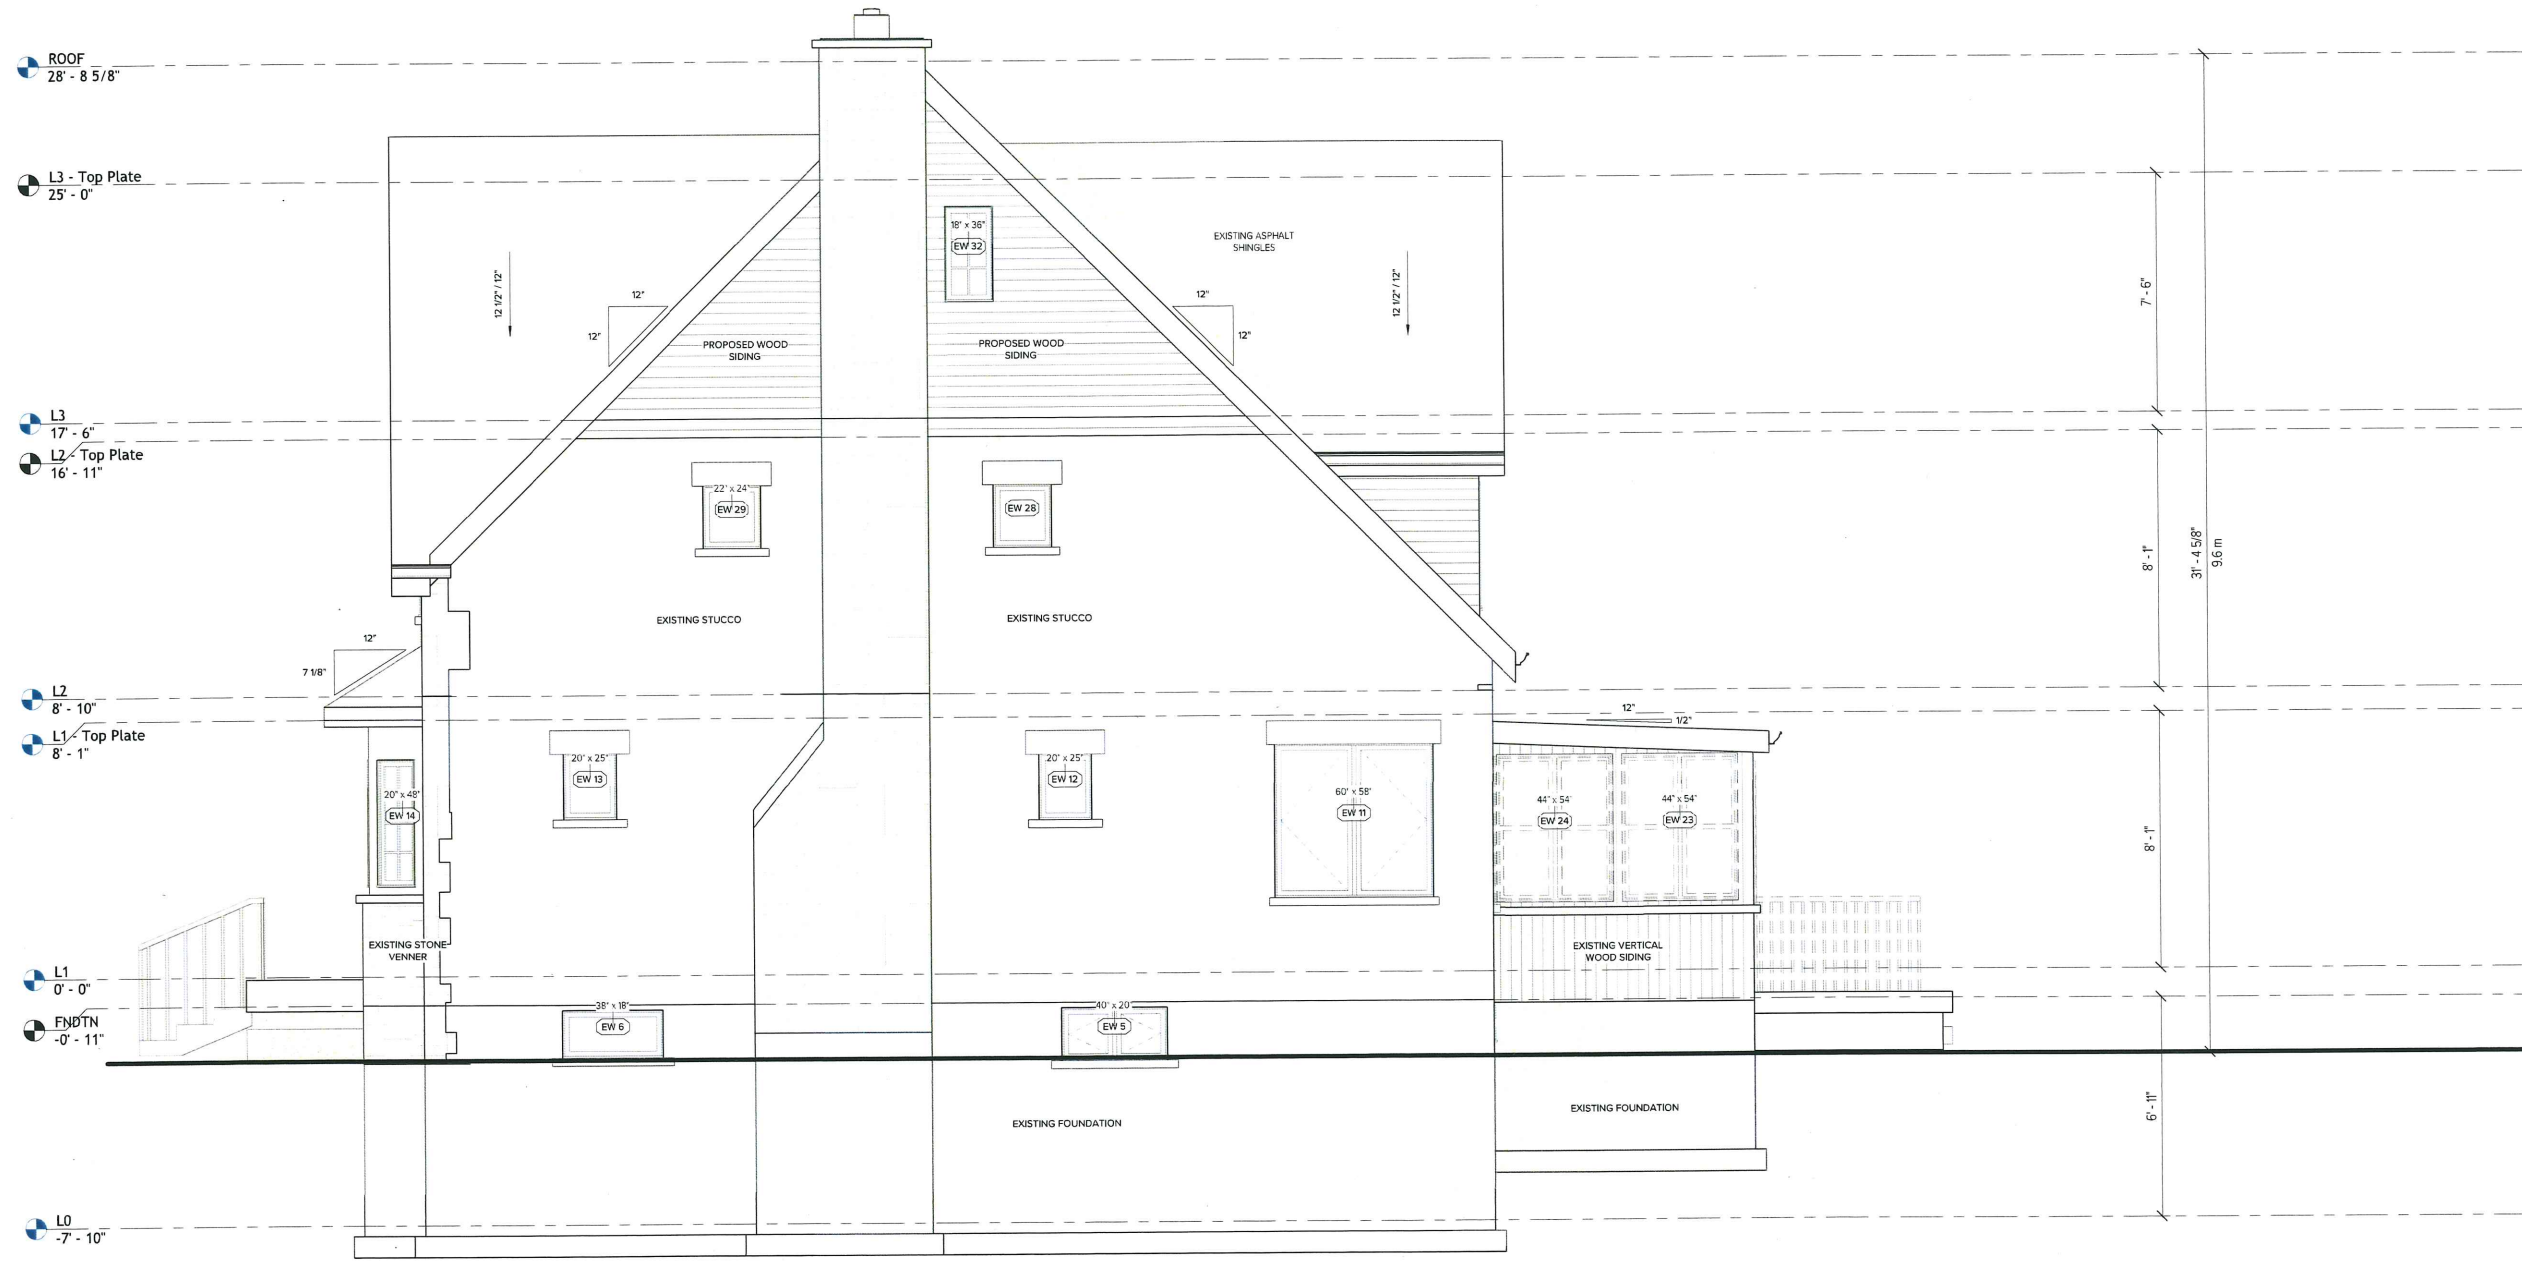 ROOF
28' - 8 5/8"
L3 - Top Plate
25' - 0"
18" x 36"
EW 32
EXISTING ASPHALT
SHINGLES
12 1/2" / 12"
12"
12"
12"
12"
12 1/2" / 12"
7' - 6"
PROPOSED WOOD
SIDING
PROPOSED WOOD
SIDING
L3
17' - 6"
L2 - Top Plate
16' - 11"
22" x 24"
EW 29
EW 28
8' - 1"
31' - 4 5/8"
9.6 m
EXISTING STUCCO
EXISTING STUCCO
12"
7 1/8"
L2
8' - 10"
12"
1/2"
L1 - Top Plate
8' - 1"
20" x 25"
EW 13
20" x 25"
EW 12
20" x 48"
EW 14
60" x 58"
EW 11
44" x 54"
EW 24
44" x 54"
EW 23
8' - 1"
EXISTING STONE
VENNER
EXISTING VERTICAL
WOOD SIDING
L1
0' - 0"
38" x 18"
EW 6
40" x 20"
EW 5
FNDTN
-0' - 11"
EXISTING FOUNDATION
EXISTING FOUNDATION
6' - 11"
L0
-7' - 10"